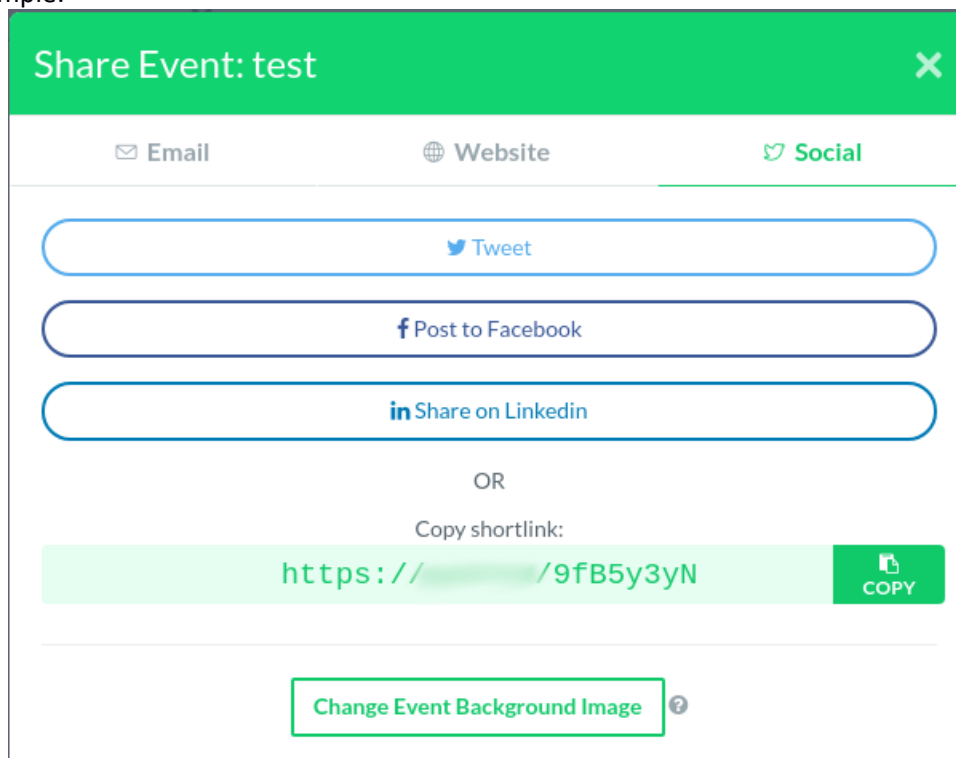 Share Event: test
Email
Website
Social
Tweet
Post to Facebook
in Share on Linkedin
OR
Copy shortlink:
https:// /9fB5y3yN
COPY
Change Event Background Image